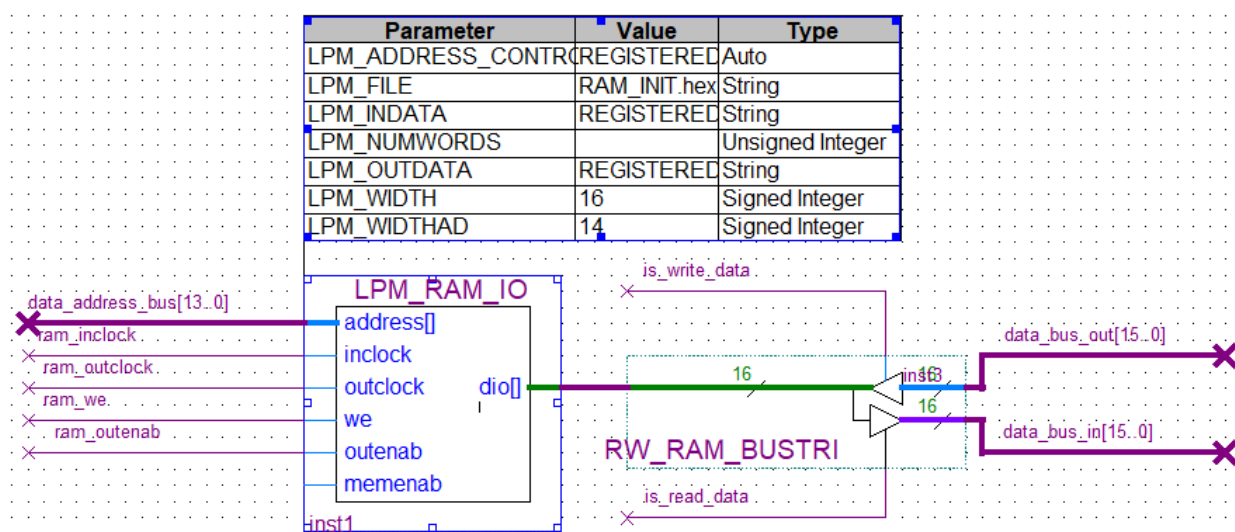 Parameter Value Type
LPM_ADDRESS_CONTRO REGISTERED Auto
LPM_FILE RAM_INIT.hex String
LPM_INDATA REGISTERED String
LPM_NUMWORDS Unsigned Integer
LPM_OUTDATA REGISTERED String
LPM_WIDTH 16 Signed Integer
LPM_WIDTHAD 14 Signed Integer
is_write_data
LPM_RAM_IO
data_address_bus[13..0]
address[]
ram_inclock
inclock
data_bus_out[15..0]
ram_outclock
outclock
dio[]
16
inst3
16
ram_we
we
16
ram_outenab
outenab
data_bus_in[15..0]
RW_RAM_BUSTRI
memenab
is_read_data
inst1